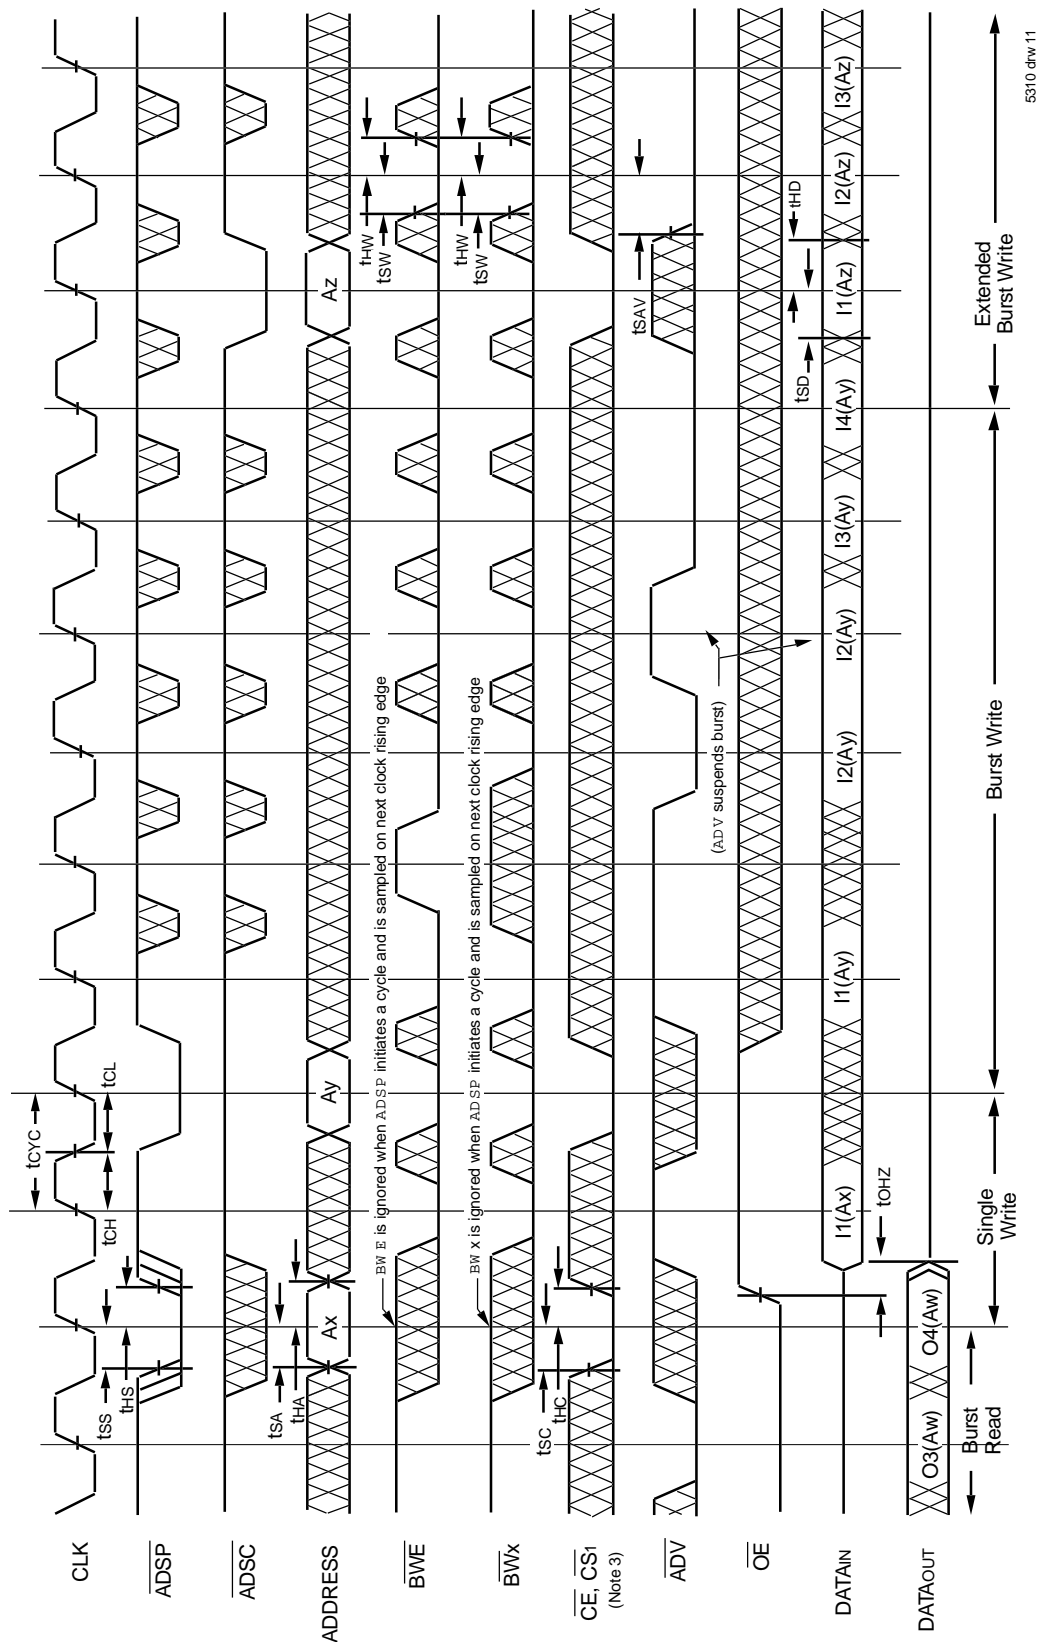 CLK
ADSP
ADSC
ADDRESS
BWE
BWx
CE, CS1
(Note 3)
ADV
OE
DATAIN
DATAOUT
tCYC
tCH
tCL
tSS
tHS
tSA
tHA
Ax
Ay
Az
BWE is ignored when ADSP initiates a cycle and is sampled on next clock rising edge
tHW
tSW
BWx is ignored when ADSP initiates a cycle and is sampled on next clock rising edge
tHW
tSW
tSC
tHC
tSAV
(ADV suspends burst)
tSD
tHD
I1(Ax)
I1(Ay)
I2(Ay)
I2(Ay)
I3(Ay)
I4(Ay)
I1(Az)
I2(Az)
I3(Az)
tOHZ
O3(Aw)
O4(Aw)
Burst
Read
Single
Write
Burst Write
Extended
Burst Write
5310 drw 11